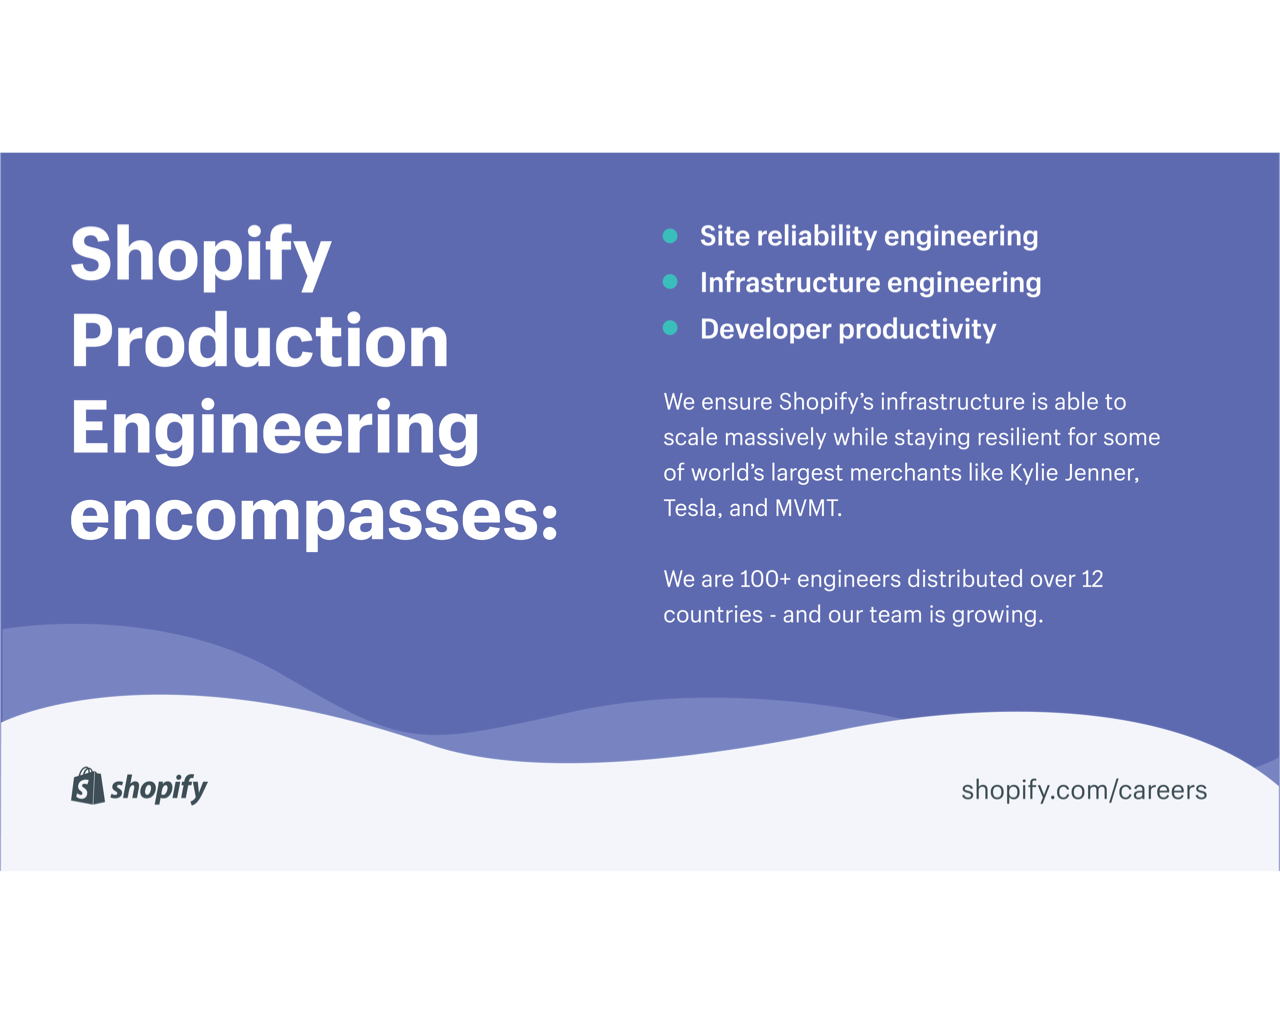 Shopify
Production
Engineering
encompasses:
Site reliability engineering
Infrastructure engineering
Developer productivity
We ensure Shopify’s infrastructure is able to
scale massively while staying resilient for some
of world’s largest merchants like Kylie Jenner,
Tesla, and MVMT.
We are 100+ engineers distributed over 12
countries - and our team is growing.
shopify
shopify.com/careers